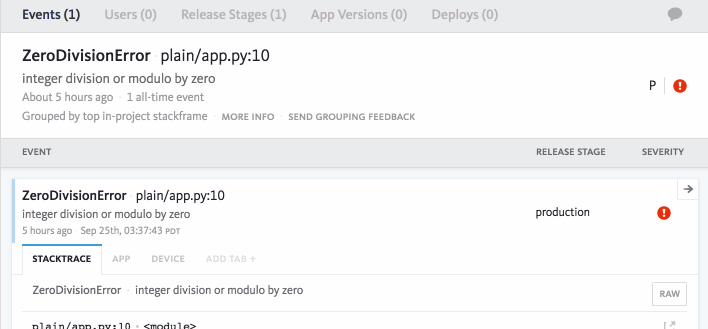 Events (1) Users (0) Release Stages (1) App Versions (0) Deploys (0)
ZeroDivisionError plain/app.py:10
integer division or modulo by zero
About 5 hours ago · 1 all-time event
P
Grouped by top in-project stackframe · MORE INFO · SEND GROUPING FEEDBACK
EVENT RELEASE STAGE SEVERITY
ZeroDivisionError · plain/app.py:10
integer division or modulo by zero
production
5 hours ago · Sep 25th, 03:37:43 PDT
STACKTRACE APP DEVICE ADD TAB +
ZeroDivisionError · integer division or modulo by zero RAW
plain/app.py:10 · <module>